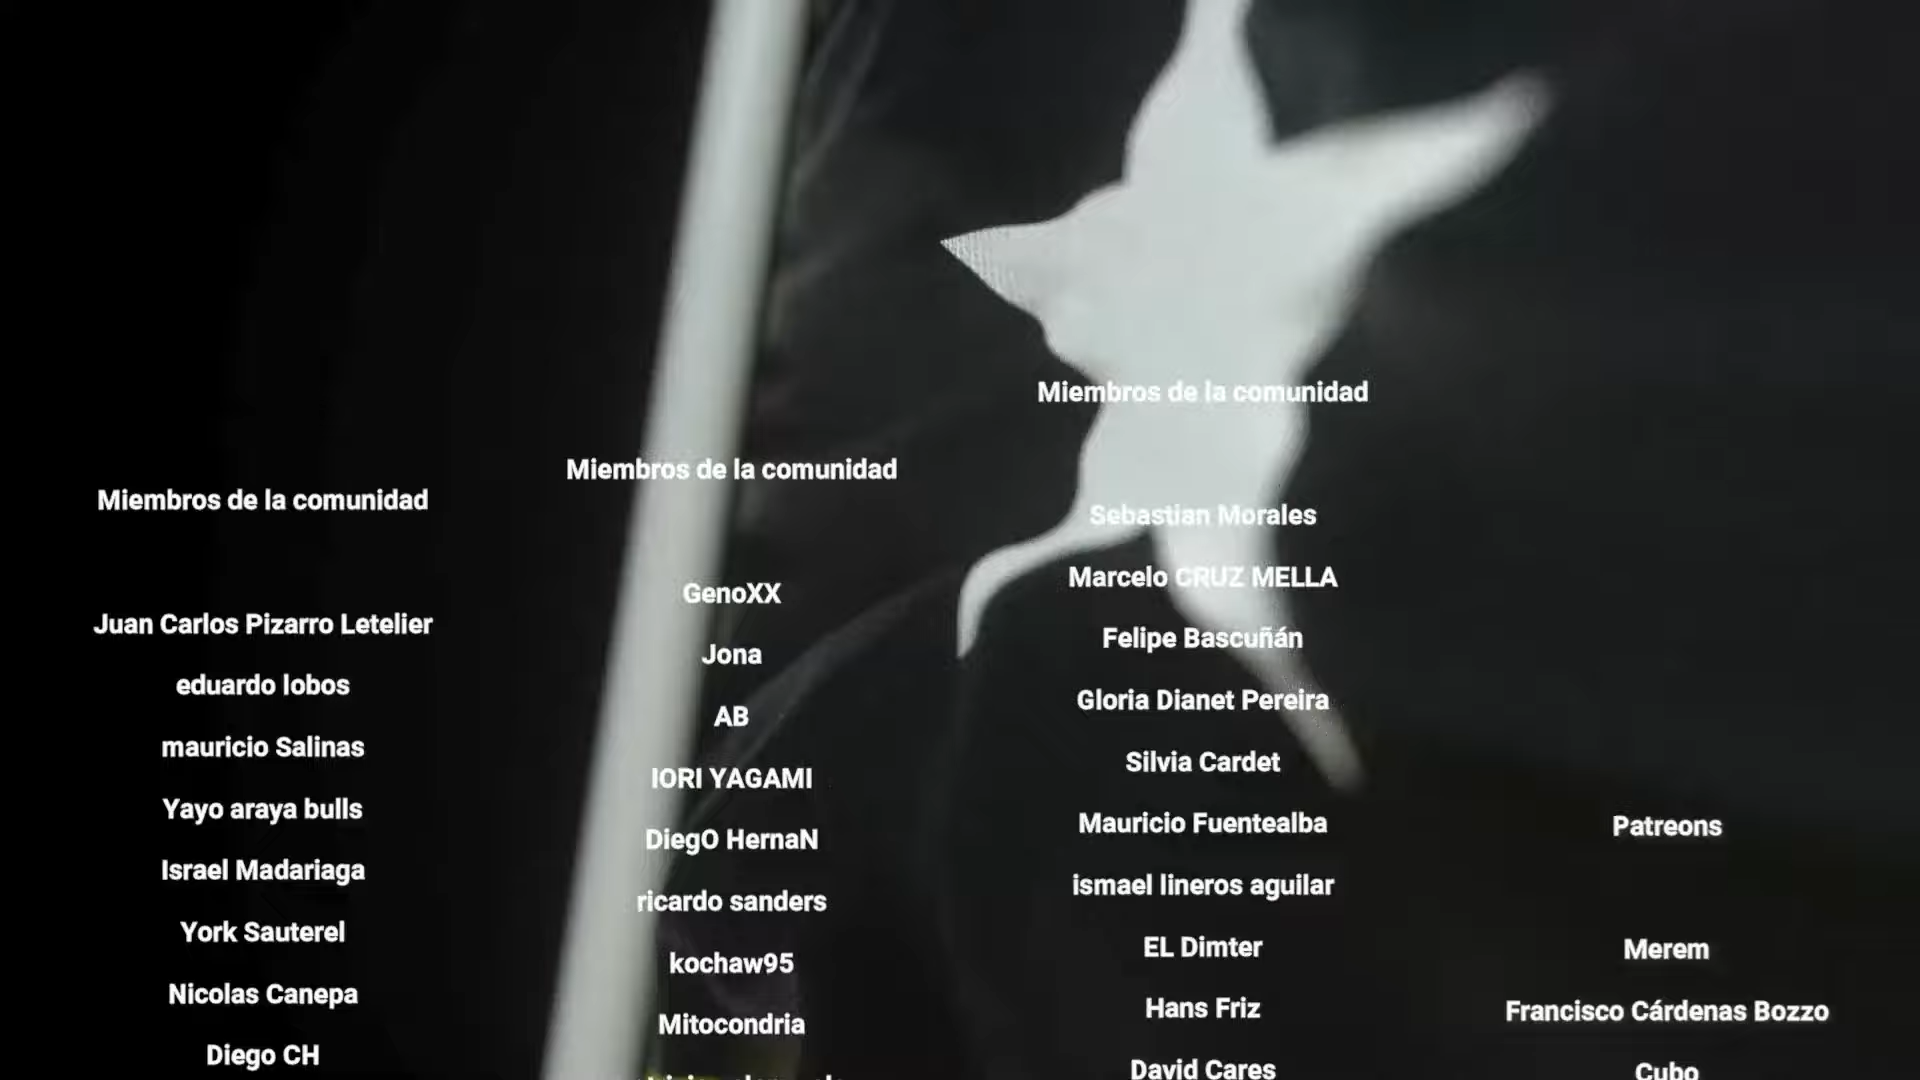 Miembros de la comunidad
Juan Carlos Pizarro Letelier
eduardo lobos
mauricio Salinas
Yayo araya bulls
Israel Madariaga
York Sauterel
Nicolas Canepa
Diego CH
Miembros de la comunidad
GenoXX
Jona
AB
IORI YAGAMI
DiegO HernaN
ricardo sanders
kochaw95
Mitocondria
Miembros de la comunidad
Sebastian Morales
Marcelo CRUZ MELLA
Felipe Bascuñán
Gloria Dianet Pereira
Silvia Cardet
Mauricio Fuentealba
ismael lineros aguilar
EL Dimter
Hans Friz
David Cares
Patreons
Merem
Francisco Cárdenas Bozzo
Cubo